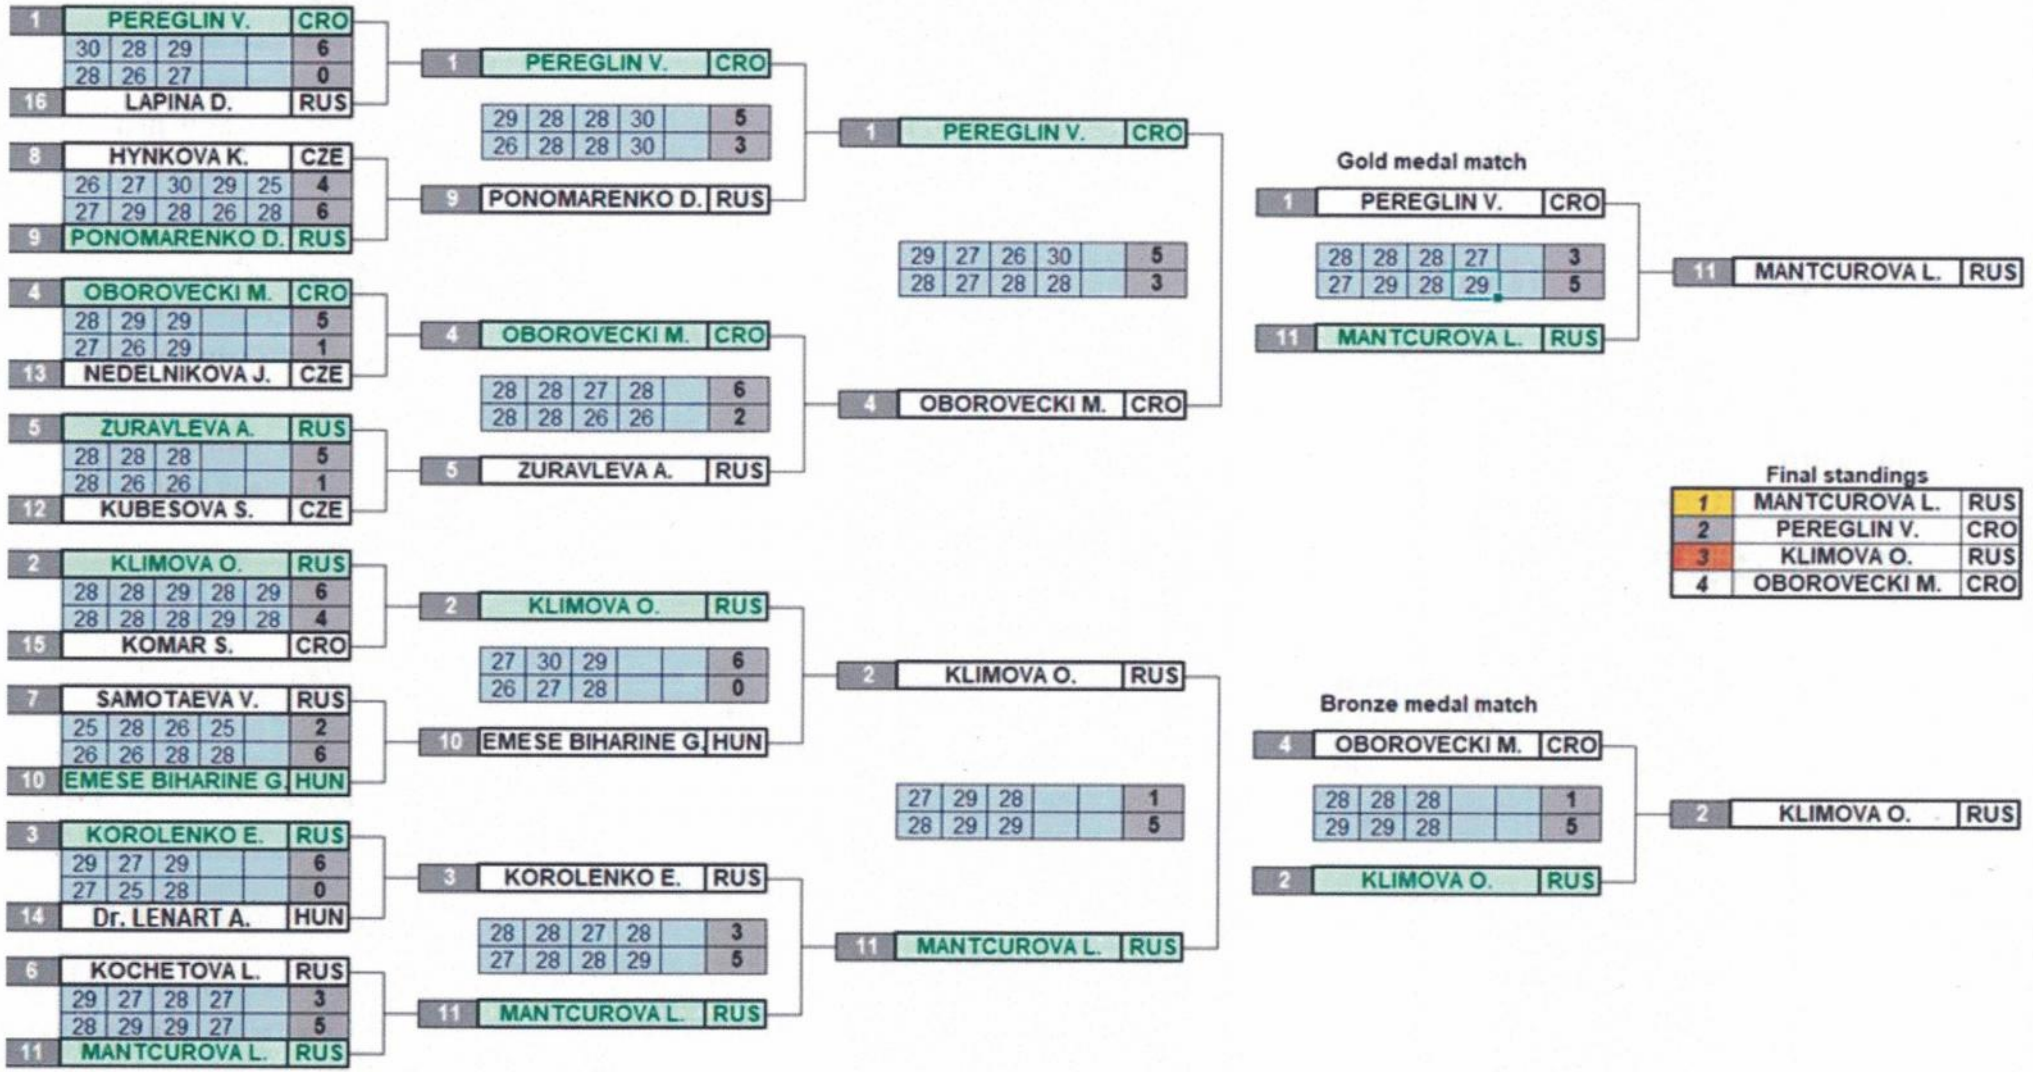 1 PEREGLIN V. CRO
30 28 29 6
28 26 27 0
16 LAPINA D. RUS
8 HYNKOVA K. CZE
26 27 30 29 25 4
27 29 28 26 28 6
9 PONOMARENKO D. RUS
4 OBOROVECKI M. CRO
28 29 29 5
27 26 29 1
13 NEDELNIKOVA J. CZE
5 ZURAVLEVA A. RUS
28 28 28 5
28 26 26 1
12 KUBESOVA S. CZE
2 KLIMOVA O. RUS
28 28 29 28 29 6
28 28 28 29 28 4
15 KOMAR S. CRO
7 SAMOTAEVA V. RUS
25 28 26 25 2
26 26 28 28 6
10 EMESE BIHARINE G. HUN
3 KOROLENKO E. RUS
29 27 29 6
27 25 28 0
14 Dr. LENART A. HUN
6 KOCHETOVA L. RUS
29 27 28 27 3
28 29 29 27 5
11 MANTCUROVA L. RUS
1 PEREGLIN V. CRO
29 28 28 30 5
26 28 28 30 3
9 PONOMARENKO D. RUS
4 OBOROVECKI M. CRO
28 28 27 28 6
28 28 26 26 2
5 ZURAVLEVA A. RUS
2 KLIMOVA O. RUS
27 30 29 6
26 27 28 0
10 EMESE BIHARINE G. HUN
3 KOROLENKO E. RUS
28 28 27 28 3
27 28 28 29 5
11 MANTCUROVA L. RUS
1 PEREGLIN V. CRO
29 27 26 30 5
28 27 28 28 3
4 OBOROVECKI M. CRO
2 KLIMOVA O. RUS
27 29 28 1
28 29 29 5
11 MANTCUROVA L. RUS
Gold medal match
1 PEREGLIN V. CRO
28 28 28 27 3
27 29 28 29 5
11 MANTCUROVA L. RUS
11 MANTCUROVA L. RUS
Final standings
1 MANTCUROVA L. RUS
2 PEREGLIN V. CRO
3 KLIMOVA O. RUS
4 OBOROVECKI M. CRO
Bronze medal match
4 OBOROVECKI M. CRO
28 28 28 1
29 29 28 5
2 KLIMOVA O. RUS
2 KLIMOVA O. RUS